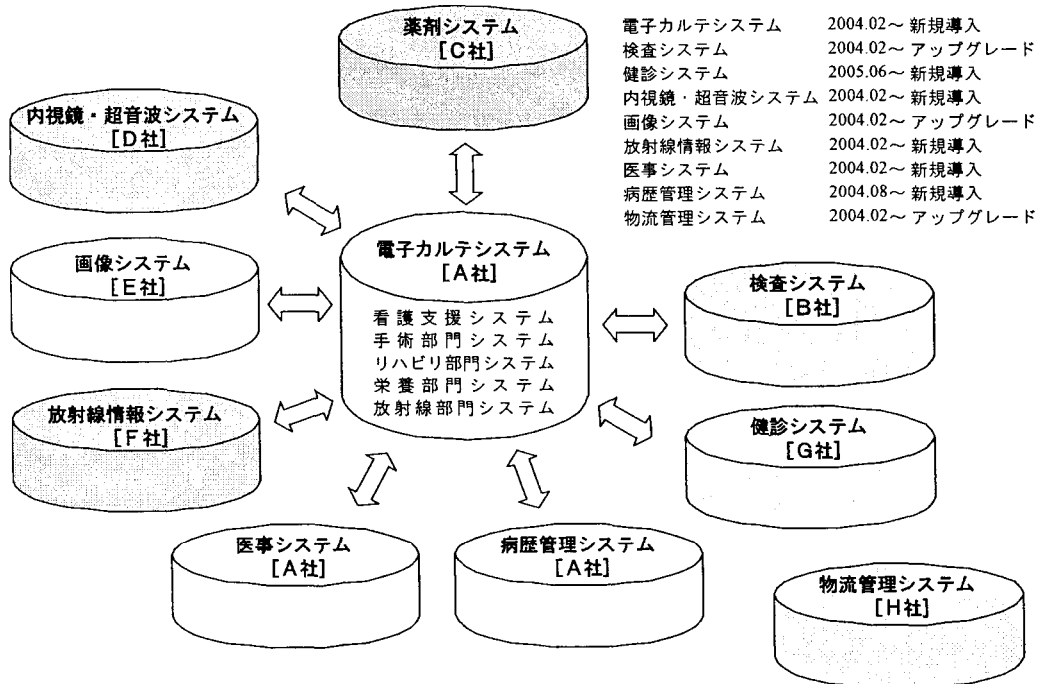 薬剤システム
[C社]
電子カルテシステム 2004.02～ 新規導入
検査システム 2004.02～ アップグレード
健診システム 2005.06～ 新規導入
内視鏡・超音波システム 2004.02～ 新規導入
画像システム 2004.02～ アップグレード
放射線情報システム 2004.02～ 新規導入
医事システム 2004.02～ 新規導入
病歴管理システム 2004.08～ 新規導入
物流管理システム 2004.02～ アップグレード
内視鏡・超音波システム
[D社]
電子カルテシステム
[A社]
看護支援システム
手術部門システム
リハビリ部門システム
栄養部門システム
放射線部門システム
画像システム
[E社]
検査システム
[B社]
放射線情報システム
[F社]
健診システム
[G社]
医事システム
[A社]
病歴管理システム
[A社]
物流管理システム
[H社]